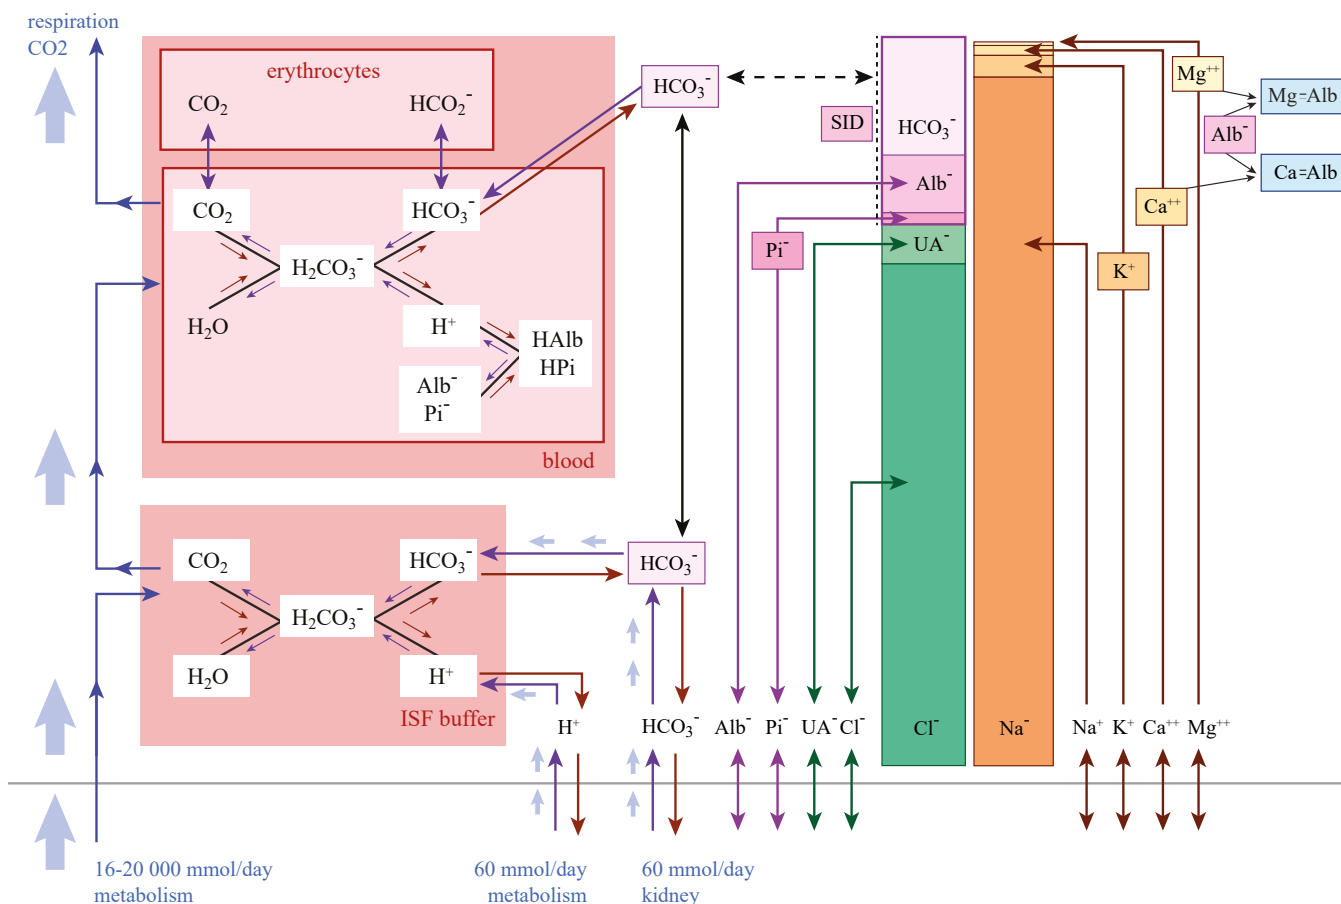 respiration
CO2
erythrocytes
CO₂
HCO₂⁻
CO₂
HCO₃⁻
H₂CO₃⁻
H₂O
H⁺
HAlb
HPi
Alb⁻
Pi⁻
blood
HCO₃⁻
SID
HCO₃⁻
Alb⁻
Pi⁻
UA⁻
Cl⁻
Na⁻
Mg⁺⁺
Mg=Alb
Alb⁻
Ca=Alb
Ca⁺⁺
K⁺
CO₂
HCO₃⁻
H₂CO₃⁻
H₂O
H⁺
ISF buffer
HCO₃⁻
H⁺
HCO₃⁻
Alb⁻
Pi⁻
UA⁻
Cl⁻
Na⁺
K⁺
Ca⁺⁺
Mg⁺⁺
16-20 000 mmol/day
metabolism
60 mmol/day
metabolism
60 mmol/day
kidney